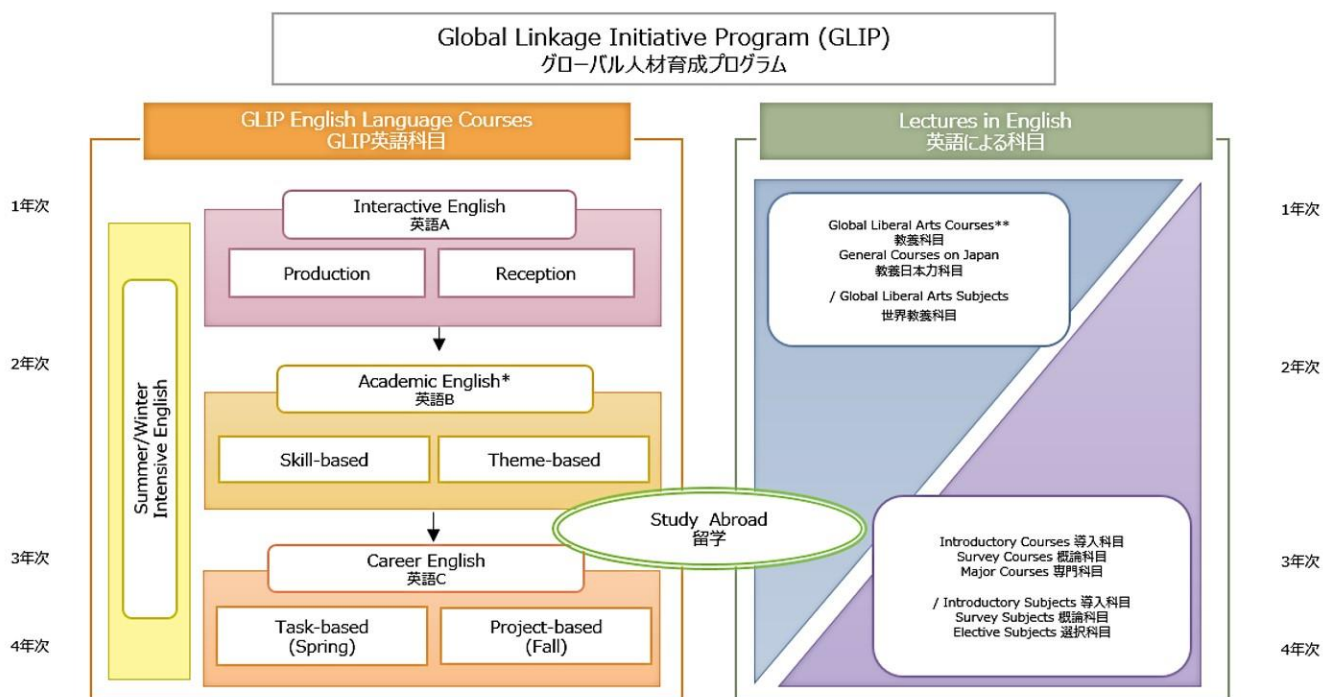 Global Linkage Initiative Program (GLIP)
グローバル人材育成プログラム
GLIP English Language Courses
GLIP英語科目
1年次
2年次
3年次
4年次
Summer/Winter
Intensive English
Interactive English
英語A
Production
Reception
Academic English*
英語B
Skill-based
Theme-based
Career English
英語C
Task-based
(Spring)
Project-based
(Fall)
Study Abroad
留学
Lectures in English
英語による科目
Global Liberal Arts Courses**
教養科目
General Courses on Japan
教養日本力科目
/ Global Liberal Arts Subjects
世界教養科目
Introductory Courses 導入科目
Survey Courses 概論科目
Major Courses 専門科目
/ Introductory Subjects 導入科目
Survey Subjects 概論科目
Elective Subjects 選択科目
1年次
2年次
3年次
4年次